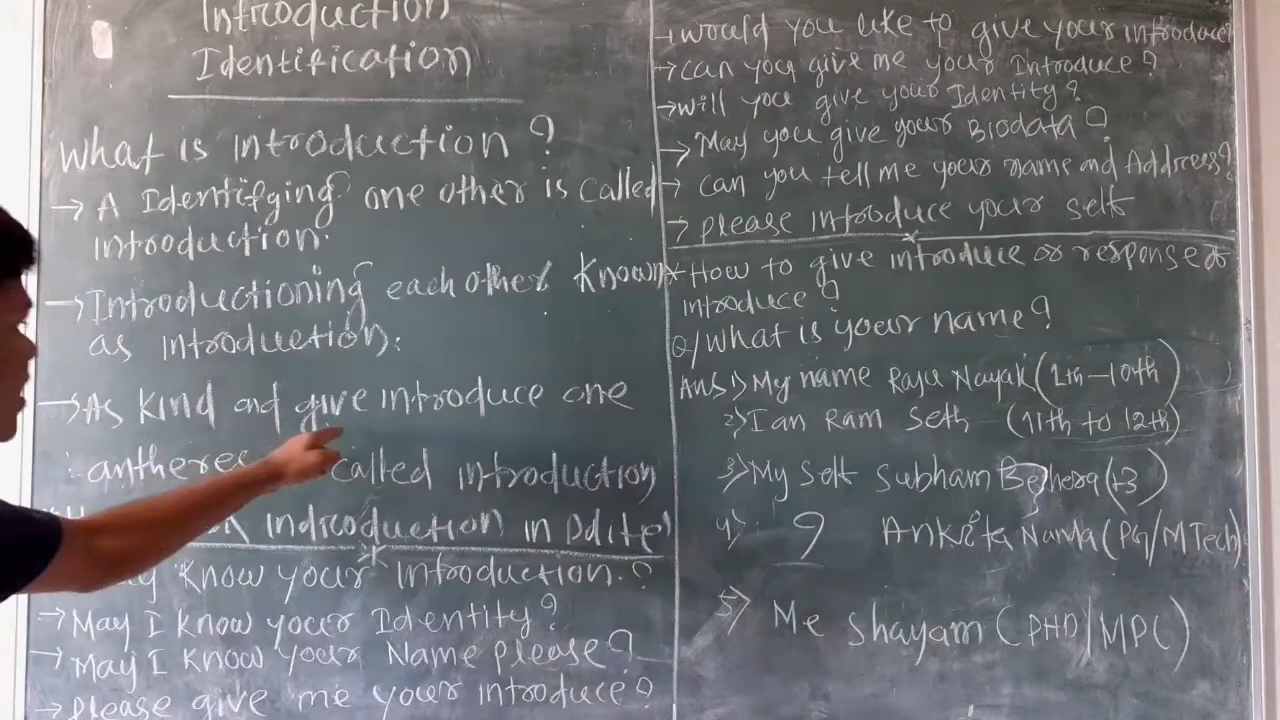 Introduction
Identification
What is introduction ?
→ A Identifying one other is called
introduction.
→ Introductioning each other known
as introduction.
→ As kind and give introduce one
antheres called introduction
indroduction in polite
know your introduction.?
→ May I know your Identity?
→ May I know your Name please?
→ please give me your introduce?
→ would you like to give your introduce?
→ can you give me your Introduce?
→ will you give your Identity?
→ May you give your Biodata?
→ can you tell me your name and Address?
→ please introduce your self
* How to give introduce or response to
introduce?
Q/ What is your name?
Ans 1> My name Raju Nayak (1th-10th)
2> I an Ram Seth (11th to 12th)
3> My self Subham Behera (+3)
4> 9 Ankita Nanda (PG/MTech)
5> Me Shayam (PHD/MPC)